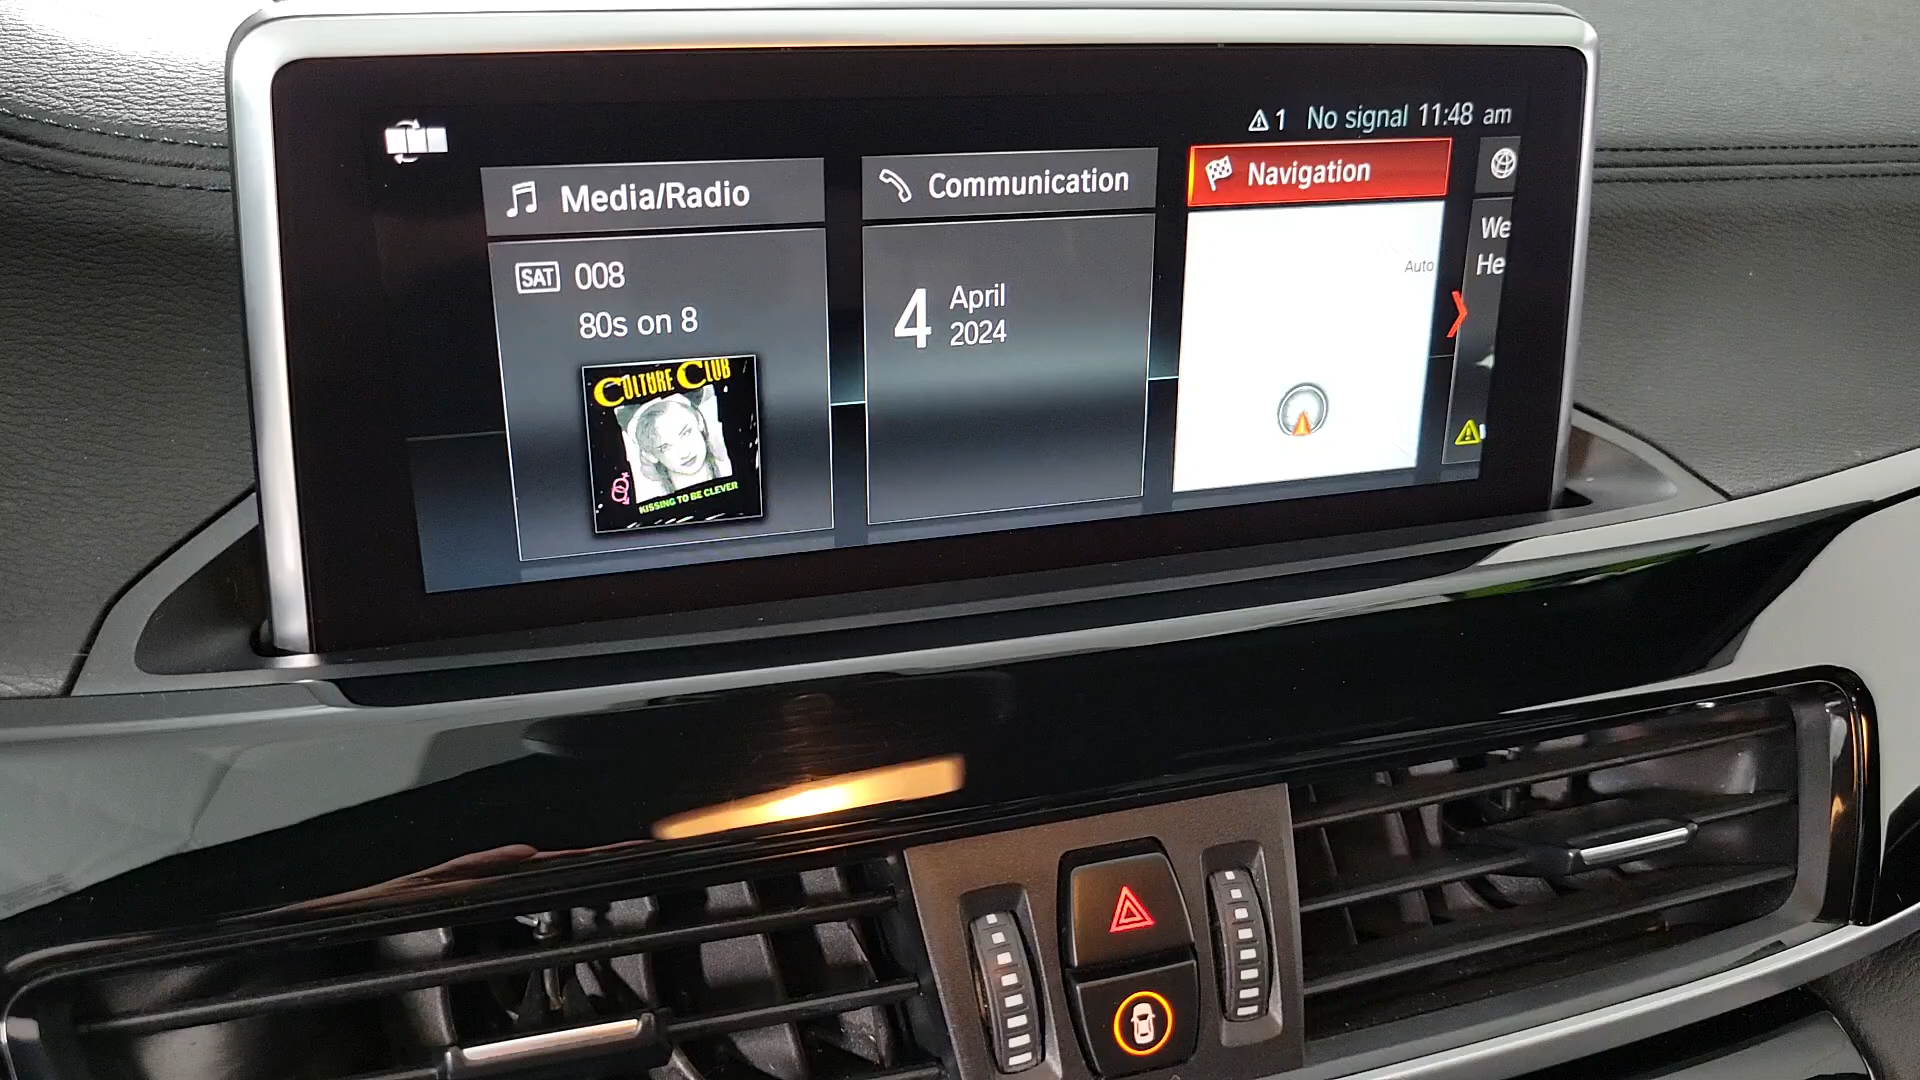 1 No signal 11:48 am
Media/Radio
Communication
Navigation
SAT 008
80s on 8
CULTURE CLUB
KISSING TO BE CLEVER
4 April
2024
Auto
We
He